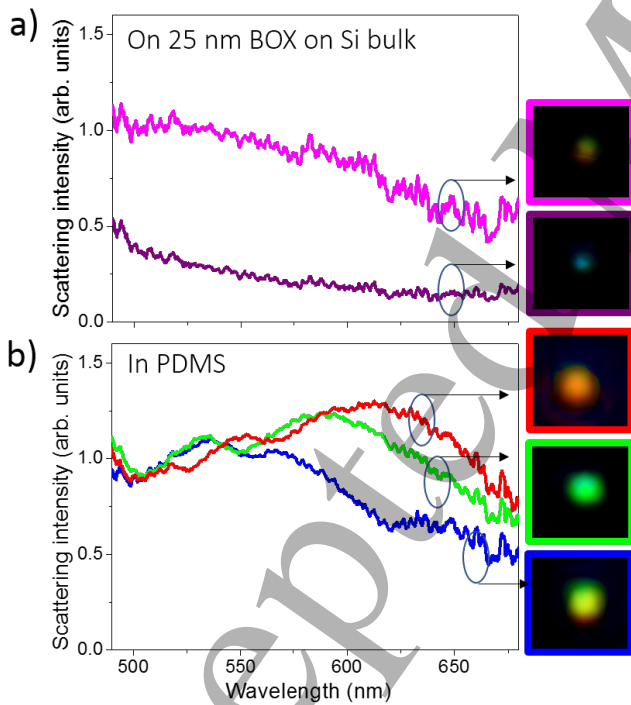 a)
On 25 nm BOX on Si bulk
Scattering intensity (arb. units)
1.5
1.0
0.5
0.0
b)
In PDMS
Scattering intensity (arb. units)
1.5
1.0
0.5
0.0
500
550
600
650
Wavelength (nm)
epted M